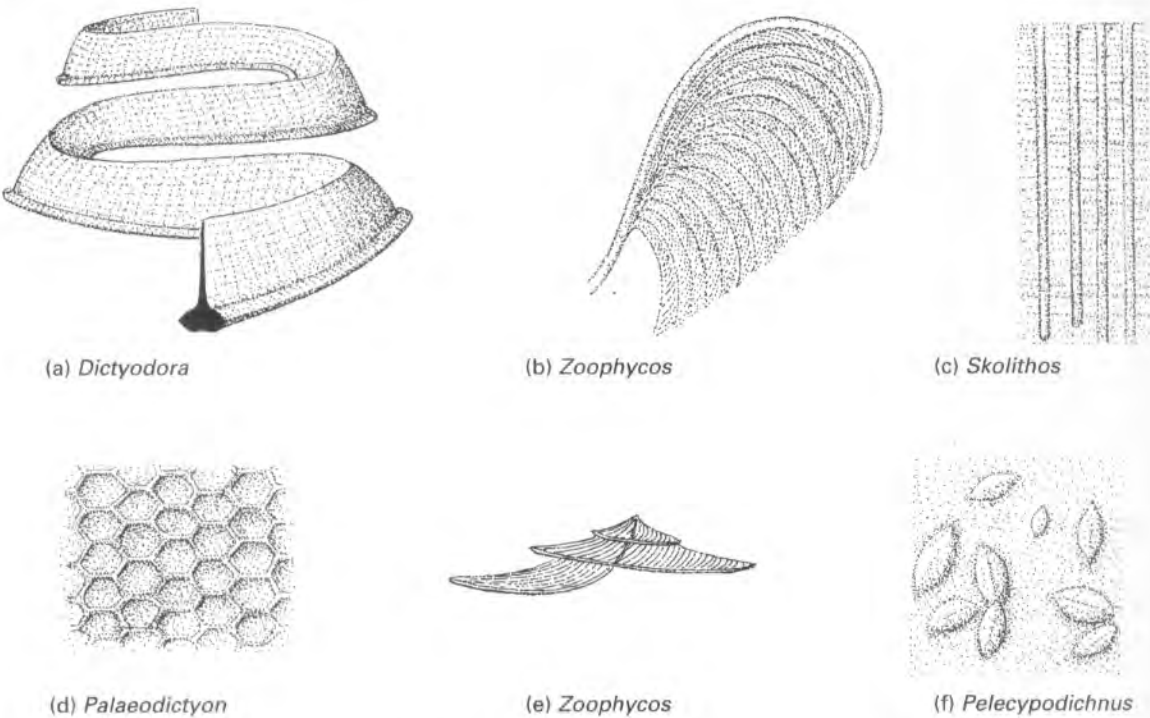 (a) Dictyodora
(b) Zoophycos
(c) Skolithos
(d) Palaeodictyon
(e) Zoophycos
(f) Pelecypodichnus